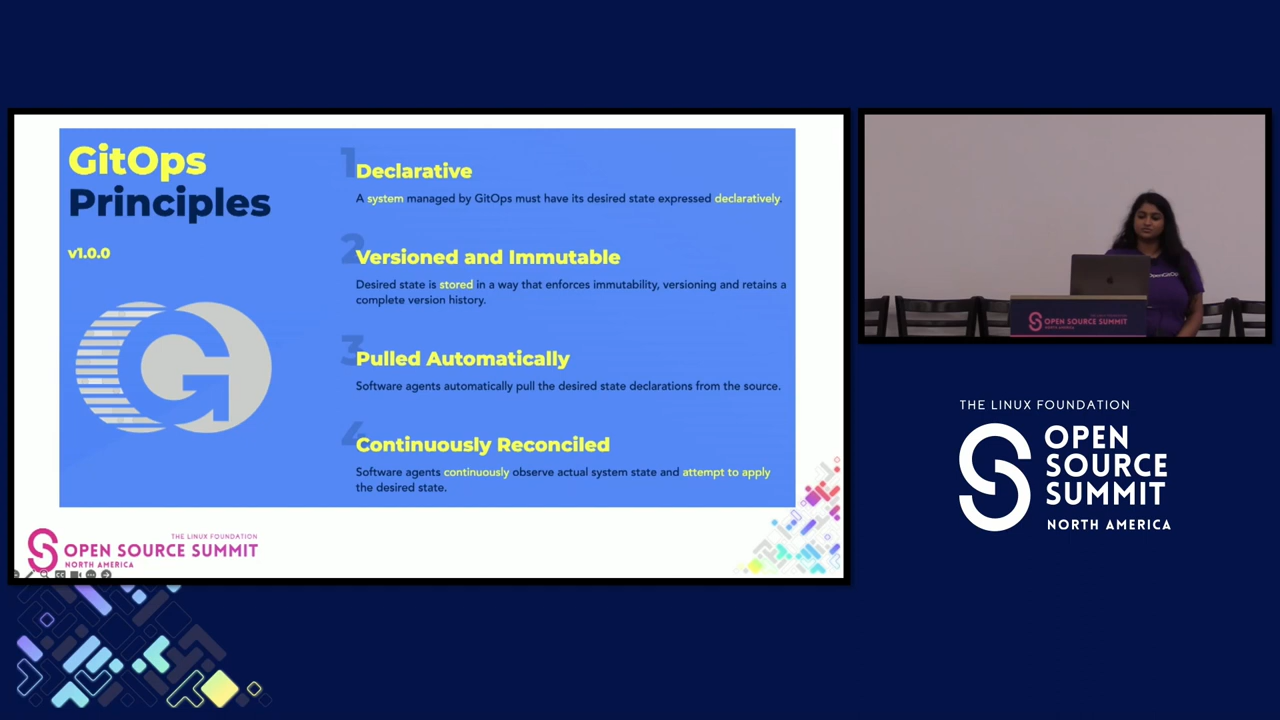 GitOps
Principles
v1.0.0
1
Declarative
A system managed by GitOps must have its desired state expressed declaratively.
2
Versioned and Immutable
Desired state is stored in a way that enforces immutability, versioning and retains a
complete version history.
3
Pulled Automatically
Software agents automatically pull the desired state declarations from the source.
4
Continuously Reconciled
Software agents continuously observe actual system state and attempt to apply
the desired state.
THE LINUX FOUNDATION
OPEN SOURCE SUMMIT
NORTH AMERICA
OpenGitOps
OPEN SOURCE SUMMIT
NORTH AMERICA
THE LINUX FOUNDATION
OPEN
SOURCE
SUMMIT
NORTH AMERICA